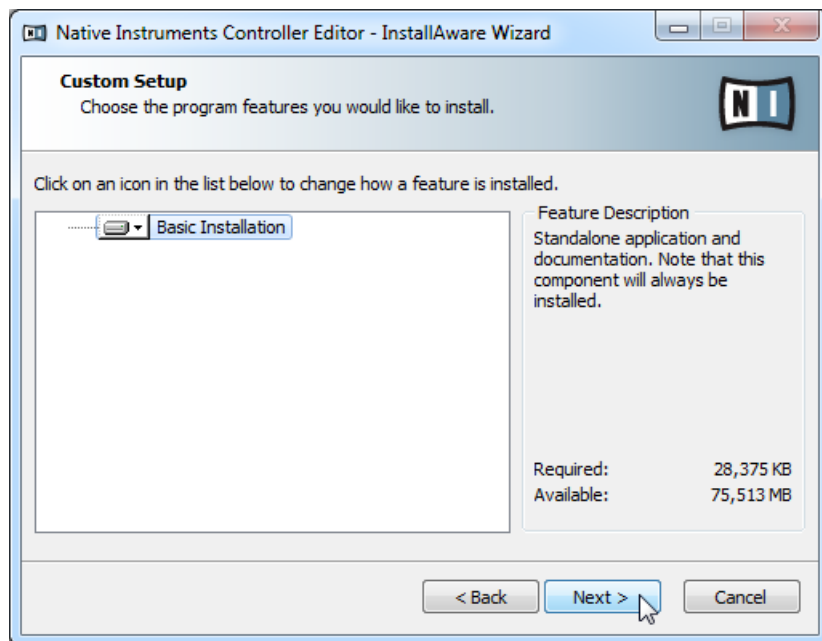 Native Instruments Controller Editor - InstallAware Wizard
Custom Setup
Choose the program features you would like to install.
N I
Click on an icon in the list below to change how a feature is installed.
Basic Installation
Feature Description
Standalone application and
documentation. Note that this
component will always be
installed.
Required: 28,375 KB
Available: 75,513 MB
< Back Next > Cancel